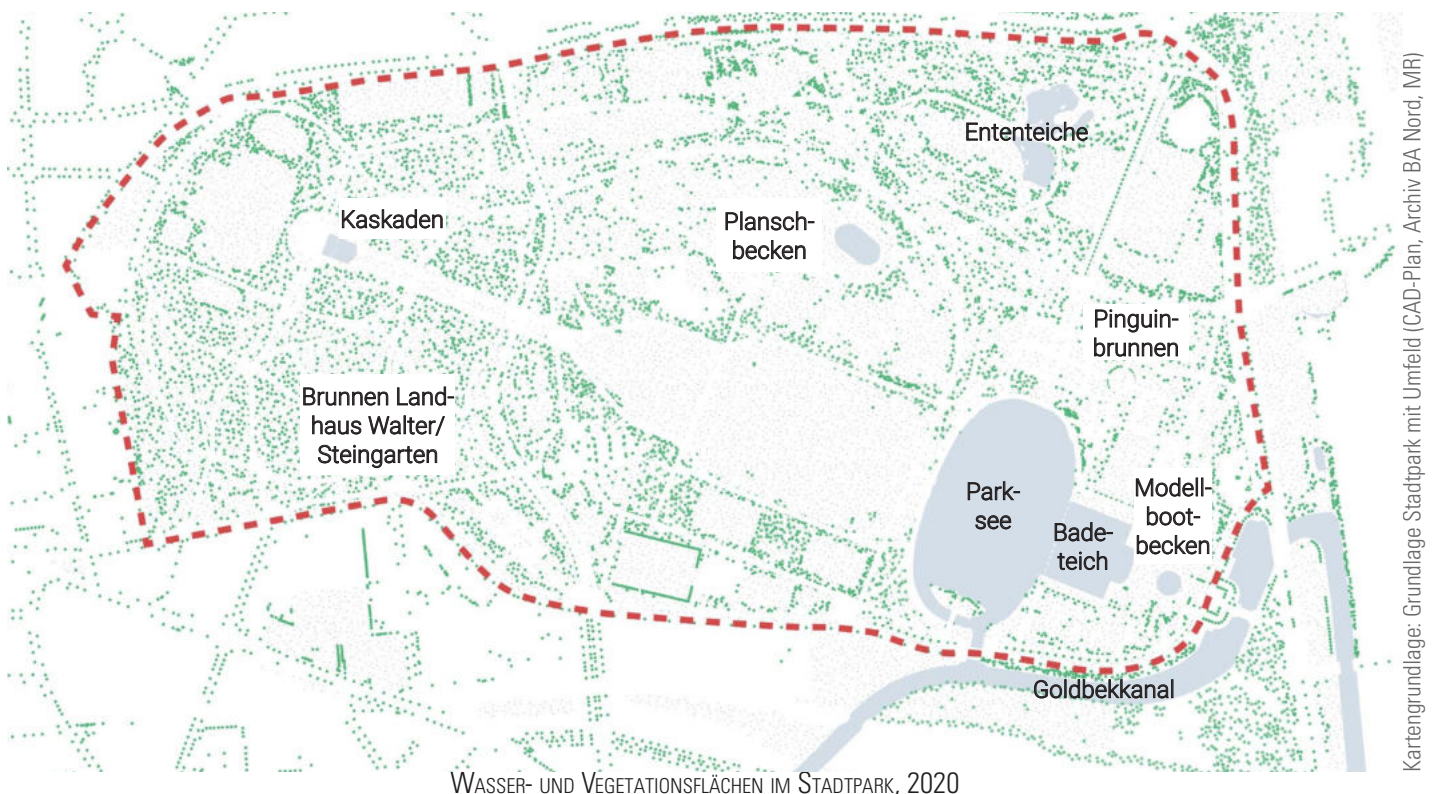 Ententeiche
Kaskaden
Plansch-
becken
Pinguin-
brunnen
Brunnen Land-
haus Walter/
Steingarten
Park-
see
Bade-
teich
Modell-
boot-
becken
Goldbekkanal
WASSER- UND VEGETATIONSFLÄCHEN IM STADTPARK, 2020
Kartengrundlage: Grundlage Stadtpark mit Umfeld (CAD-Plan, Archiv BA Nord, MR)